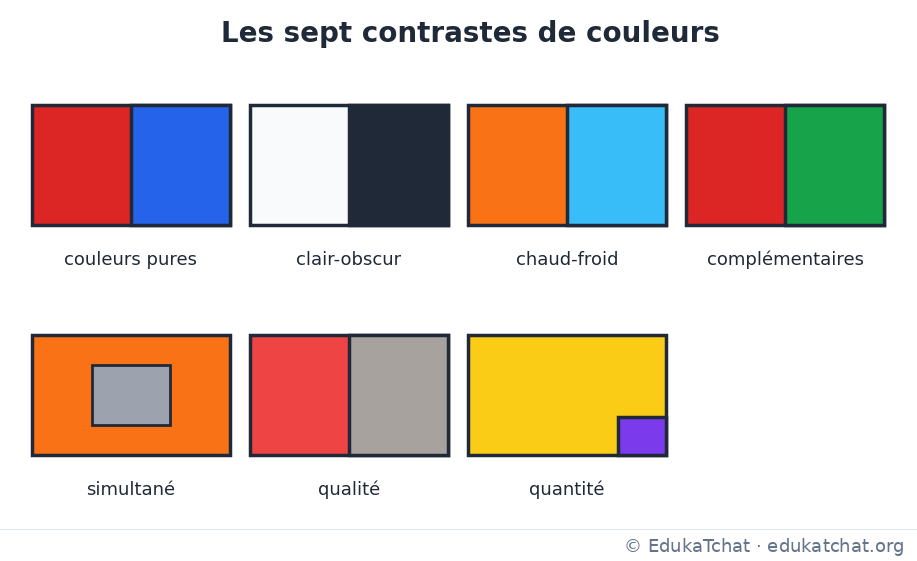 Les sept contrastes de couleurs
couleurs pures
clair-obscur
chaud-froid
complémentaires
simultané
qualité
quantité
© EdukaTchat · edukatchat.org